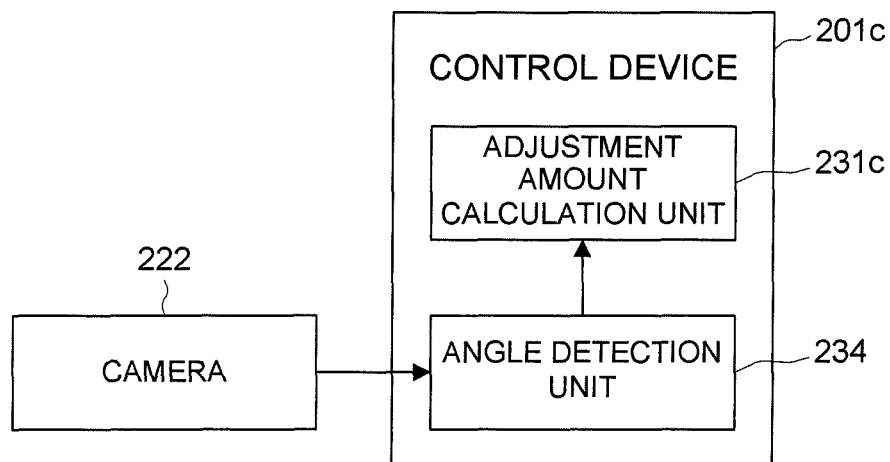 201c
CONTROL DEVICE
ADJUSTMENT
AMOUNT
CALCULATION UNIT
231c
222
CAMERA
ANGLE DETECTION
UNIT
234